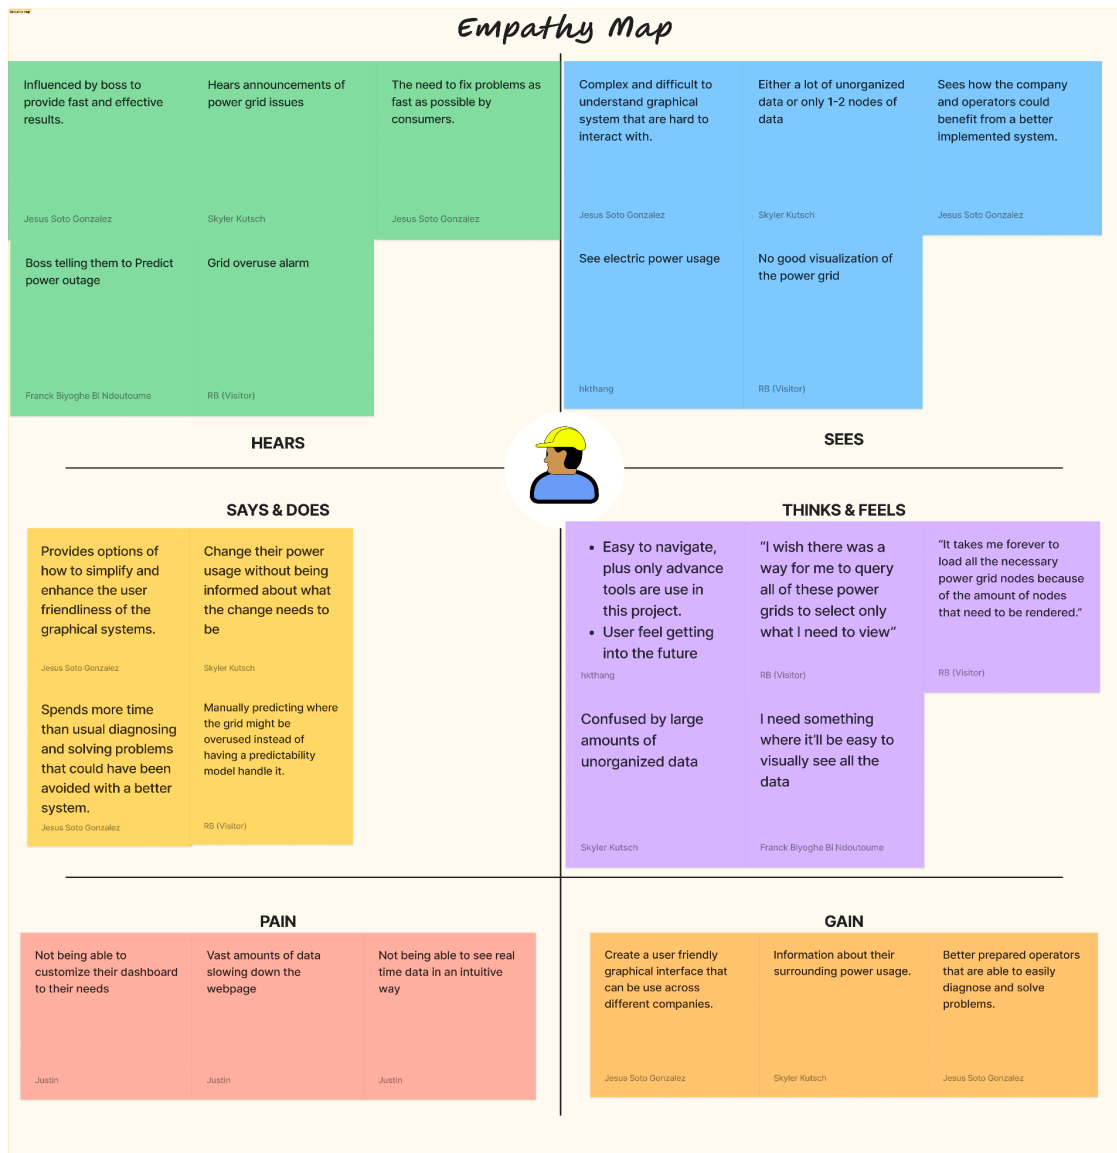 Empathy map
Empathy Map
Influenced by boss to
provide fast and effective
results.
Jesus Soto Gonzalez
Hears announcements of
power grid issues
Skyler Kutsch
The need to fix problems as
fast as possible by
consumers.
Jesus Soto Gonzalez
Boss telling them to Predict
power outage
Franck Biyoghe Bi Ndoutoume
Grid overuse alarm
RB (Visitor)
HEARS
Complex and difficult to
understand graphical
system that are hard to
interact with.
Jesus Soto Gonzalez
Either a lot of unorganized
data or only 1-2 nodes of
data
Skyler Kutsch
Sees how the company
and operators could
benefit from a better
implemented system.
Jesus Soto Gonzalez
See electric power usage
hkthang
No good visualization of
the power grid
RB (Visitor)
SEES
SAYS & DOES
Provides options of
how to simplify and
enhance the user
friendliness of the
graphical systems.
Jesus Soto Gonzalez
Change their power
usage without being
informed about what
the change needs to
be
Skyler Kutsch
Spends more time
than usual diagnosing
and solving problems
that could have been
avoided with a better
system.
Jesus Soto Gonzalez
Manually predicting where
the grid might be
overused instead of
having a predictability
model handle it.
RB (Visitor)
THINKS & FEELS
• Easy to navigate,
plus only advance
tools are use in
this project.
• User feel getting
into the future
hkthang
“I wish there was a
way for me to query
all of these power
grids to select only
what I need to view”
RB (Visitor)
“It takes me forever to
load all the necessary
power grid nodes because
of the amount of nodes
that need to be rendered.”
RB (Visitor)
Confused by large
amounts of
unorganized data
Skyler Kutsch
I need something
where it’ll be easy to
visually see all the
data
Franck Biyoghe Bi Ndoutoume
PAIN
Not being able to
customize their dashboard
to their needs
Justin
Vast amounts of data
slowing down the
webpage
Justin
Not being able to see real
time data in an intuitive
way
Justin
GAIN
Create a user friendly
graphical interface that
can be use across
different companies.
Jesus Soto Gonzalez
Information about their
surrounding power usage.
Skyler Kutsch
Better prepared operators
that are able to easily
diagnose and solve
problems.
Jesus Soto Gonzalez